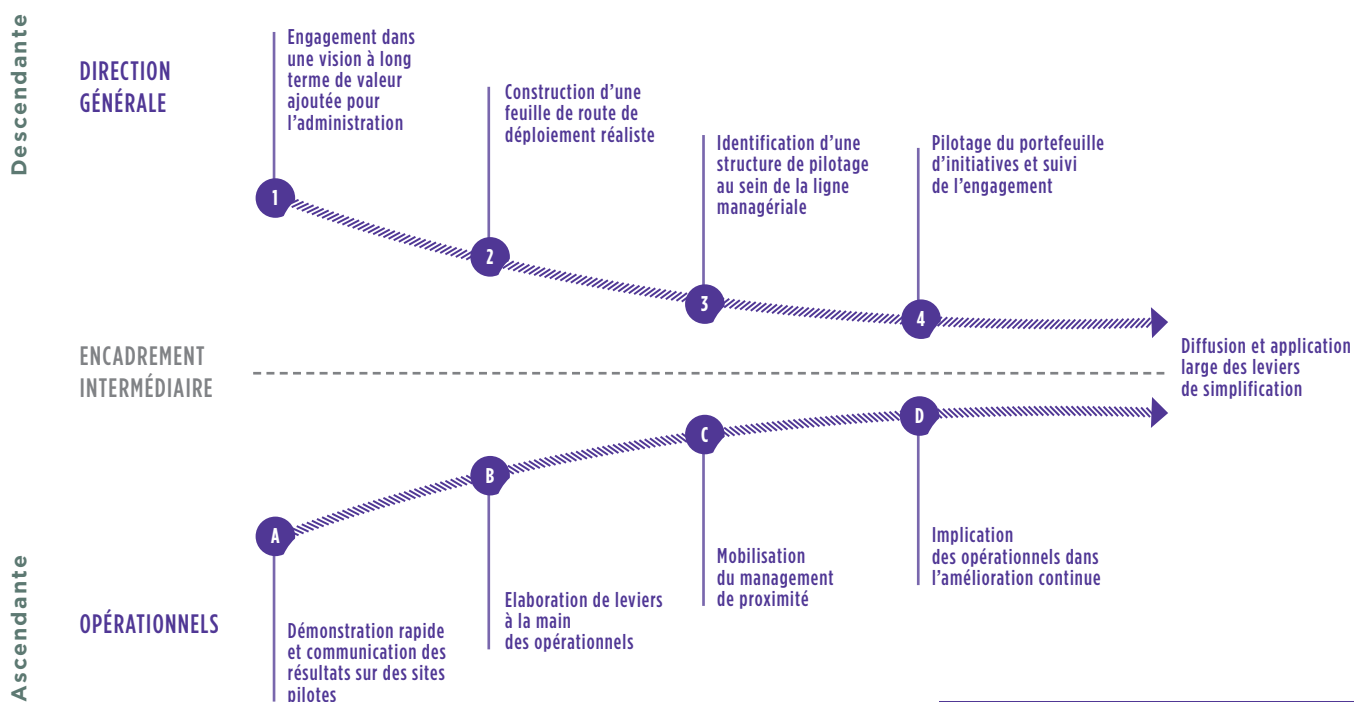 Descendante
DIRECTION
GÉNÉRALE
Engagement dans
une vision à long
terme de valeur
ajoutée pour
l'administration
Construction d'une
feuille de route de
déploiement réaliste
Identification d'une
structure de pilotage
au sein de la ligne
managériale
Pilotage du portefeuille
d'initiatives et suivi
de l'engagement
1
2
3
4
ENCADREMENT
INTERMÉDIAIRE
Diffusion et application
large des leviers
de simplification
A
B
C
D
Ascendante
OPÉRATIONNELS
Démonstration rapide
et communication des
résultats sur des sites
pilotes
Elaboration de leviers
à la main
des opérationnels
Mobilisation
du management
de proximité
Implication
des opérationnels dans
l'amélioration continue